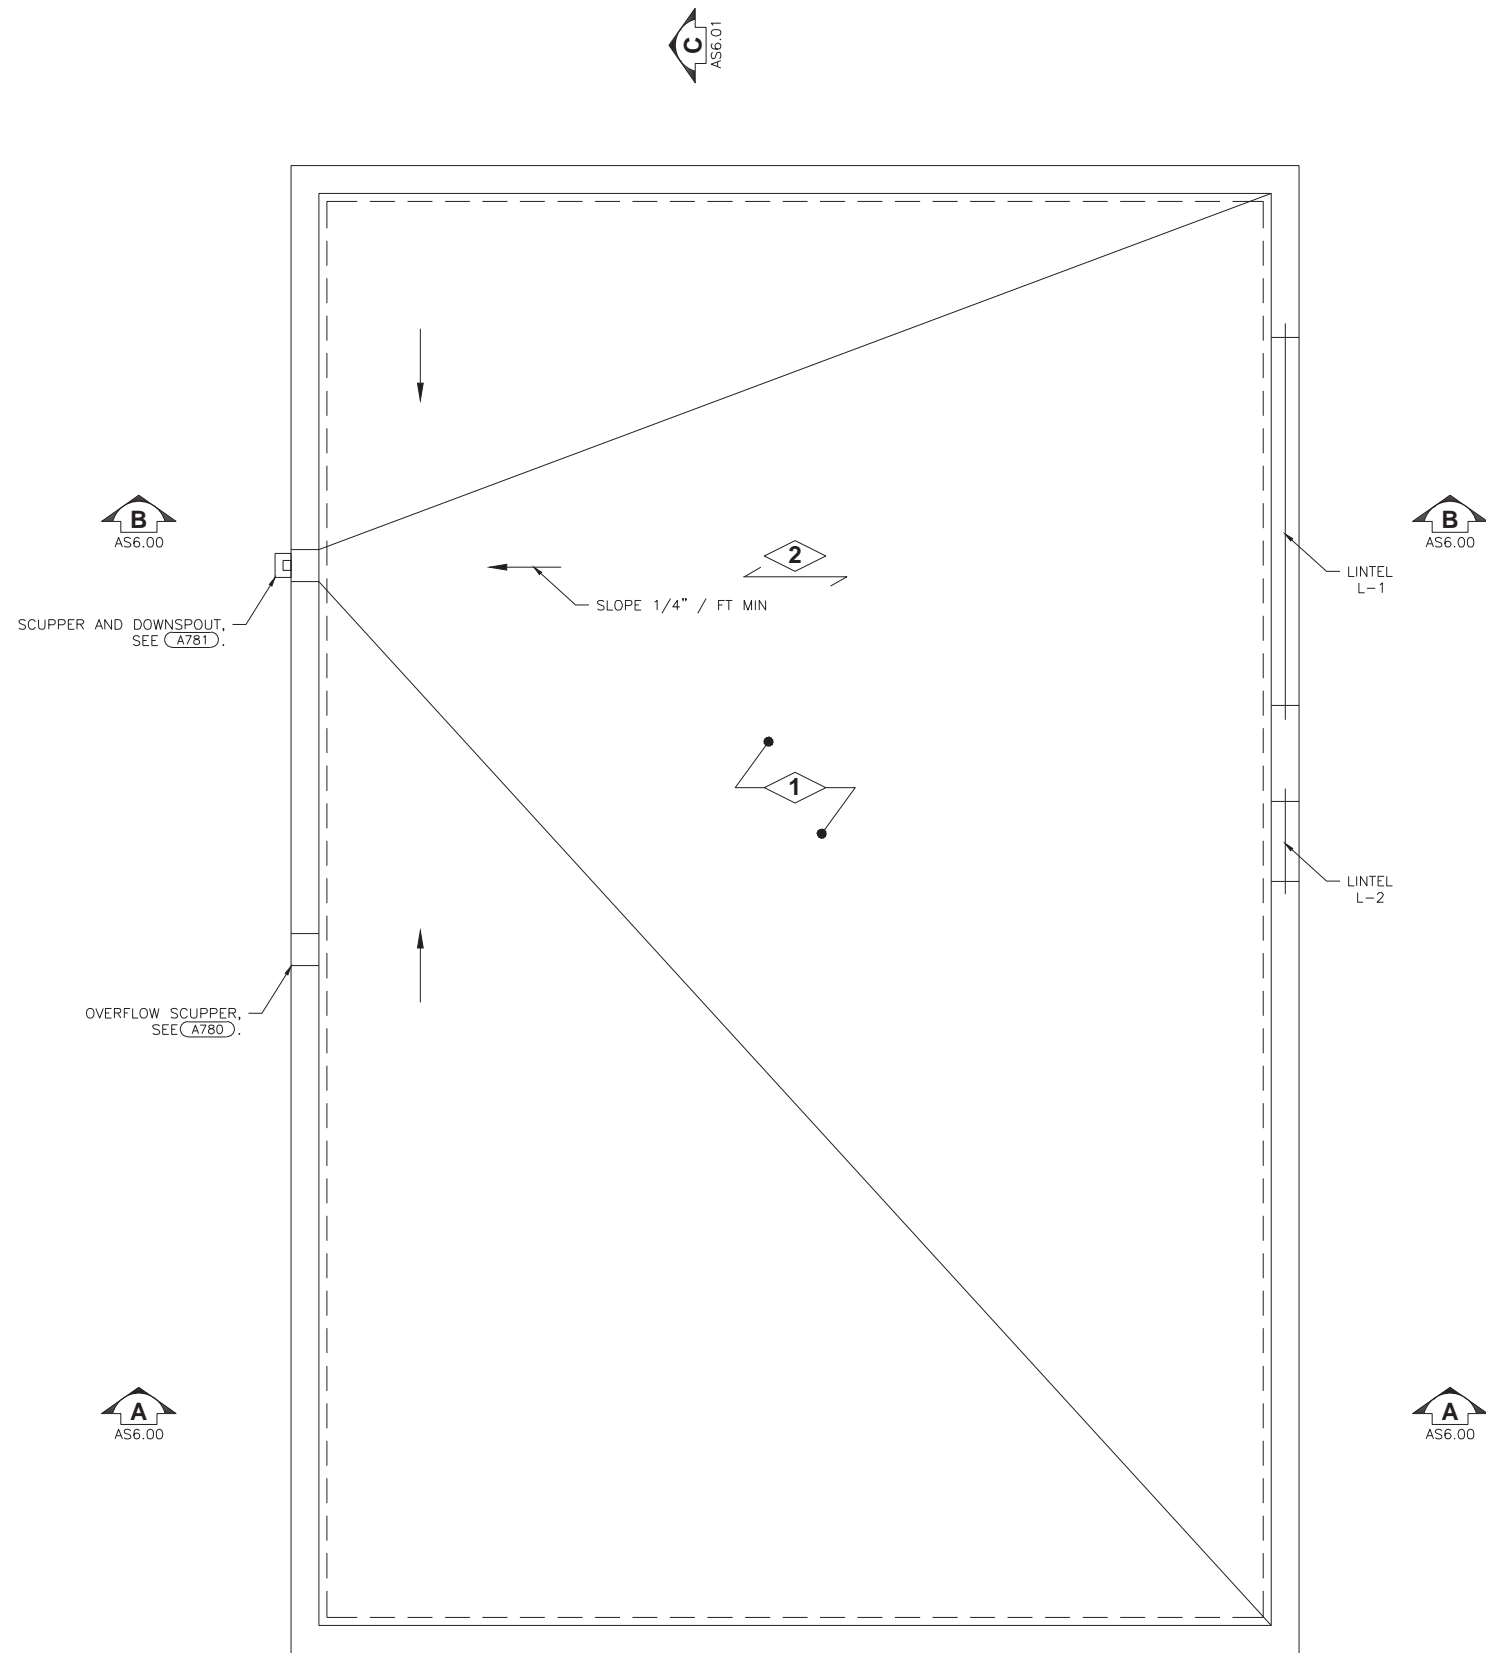 C
AS6.01
B
AS6.00
B
AS6.00
2
LINTEL
L-1
SLOPE 1/4" / FT MIN
SCUPPER AND DOWNSPOUT,
SEE A781.
1
LINTEL
L-2
OVERFLOW SCUPPER,
SEE A780.
A
AS6.00
A
AS6.00